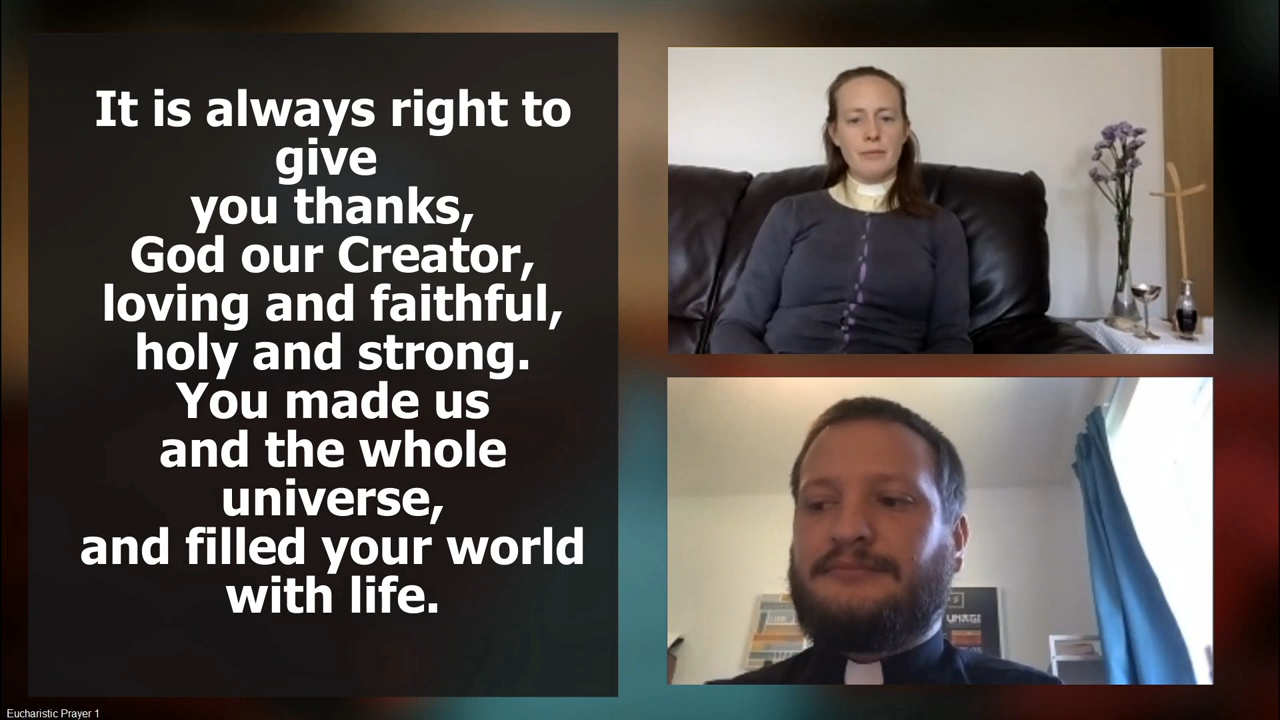 It is always right to
give
you thanks,
God our Creator,
loving and faithful,
holy and strong.
You made us
and the whole
universe,
and filled your world
with life.
Eucharistic Prayer 1